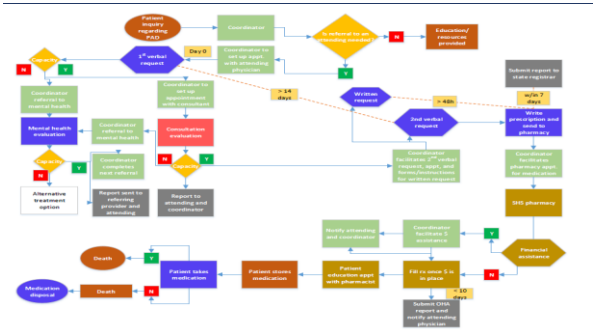 Patient
inquiry
regarding
PAD
Coordinator
Is referral to an
attending needed?
N
Education/
resources
provided
Y
Coordinator to
set up appt.
with attending
physician
Day 0
1st verbal
request
Capacity
N
Y
Coordinator
referral to
mental health
Mental health
evaluation
Capacity
Y
N
Alternative
treatment
option
Coordinator
referral to
mental health
Coordinator
completes
next referral
Report sent to
referring
provider and
attending
Coordinator
to set up
appointment
with consultant
Consultation
evaluation
N
Capacity
Y
Report to
attending and
coordinator
> 14
days
Written
request
> 48h
2nd verbal
request
Coordinator
facilitates 2nd verbal
request, appt, and
forms/instructions
for written request
Submit report to
state registrar
w/in 7
days
Write
prescription and
send to
pharmacy
Coordinator
facilitates
pharmacy appt.
for medication
SHS pharmacy
Financial
assistance
Y
N
Coordinator
facilitate $
assistance
Notify attending
and coordinator
Fill rx once $ is
in place
< 10
days
Submit OHA
report and
notify attending
physician
Patient
education appt
with pharmacist
Patient stores
medication
Patient takes
medication
Y
N
Death
Death
Medication
disposal